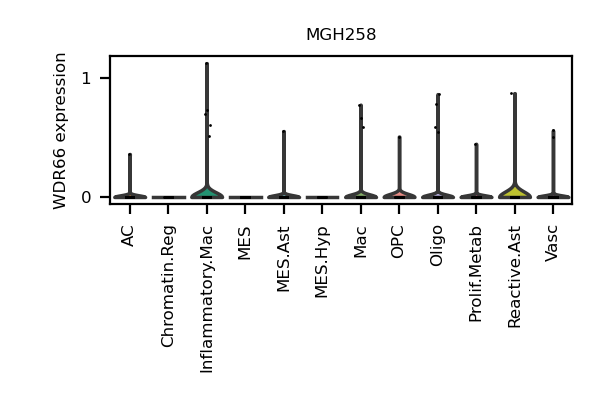 MGH258
WDR66 expression
1
0
AC
Chromatin.Reg
Inflammatory.Mac
MES
MES.Ast
MES.Hyp
Mac
OPC
Oligo
Prolif.Metab
Reactive.Ast
Vasc